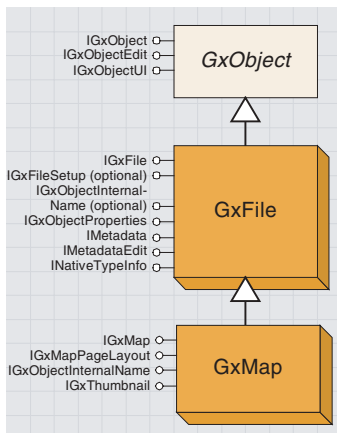 IGxObject
IGxObjectEdit
IGxObjectUI
GxObject
IGxFile
IGxFileSetup (optional)
IGxObjectInternal-
Name (optional)
IGxObjectProperties
IMetadata
IMetadataEdit
INativeTypeInfo
GxFile
IGxMap
IGxMapPageLayout
IGxObjectInternalName
IGxThumbnail
GxMap